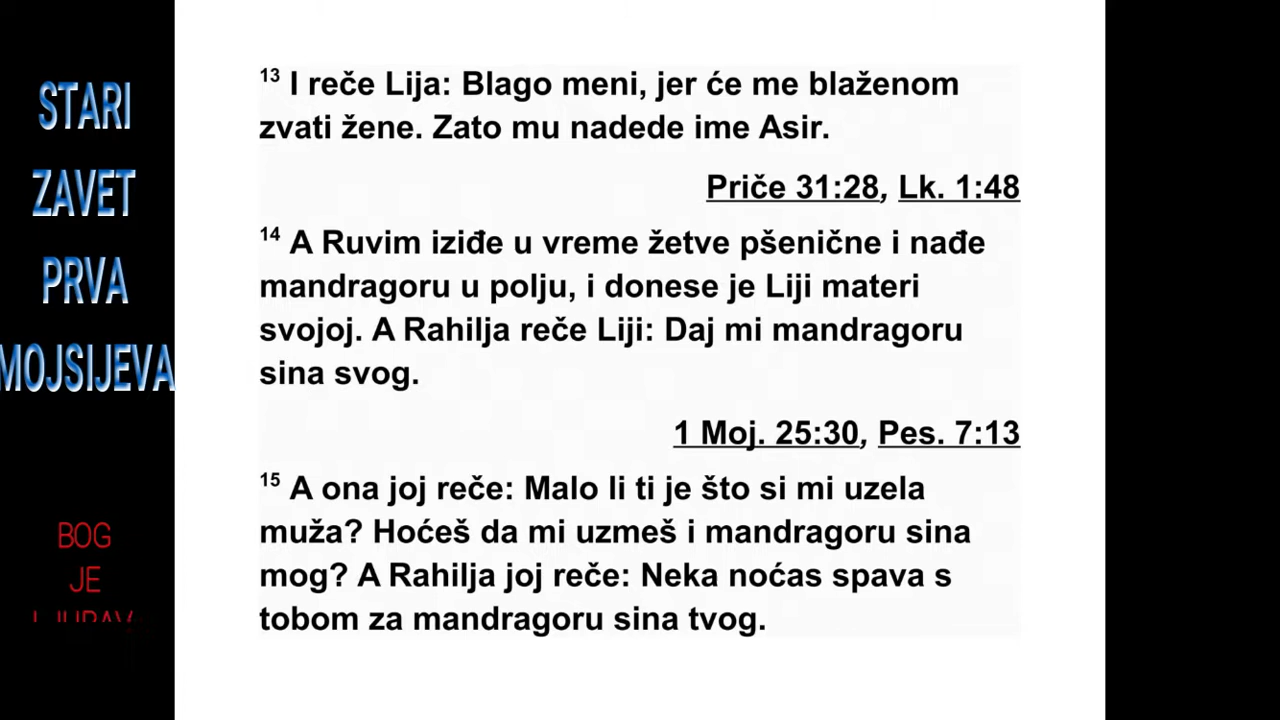 STARI
ZAVET
PRVA
MOJSIJEVA
BOG
JE
LJUBAV
13 I reče Lija: Blago meni, jer će me blaženom
zvati žene. Zato mu nadede ime Asir.
Priče 31:28, Lk. 1:48
14 A Ruvim iziđe u vreme žetve pšenične i nađe
mandragoru u polju, i donese je Liji materi
svojoj. A Rahilja reče Liji: Daj mi mandragoru
sina svog.
1 Moj. 25:30, Pes. 7:13
15 A ona joj reče: Malo li ti je što si mi uzela
muža? Hoćeš da mi uzmeš i mandragoru sina
mog? A Rahilja joj reče: Neka noćas spava s
tobom za mandragoru sina tvog.